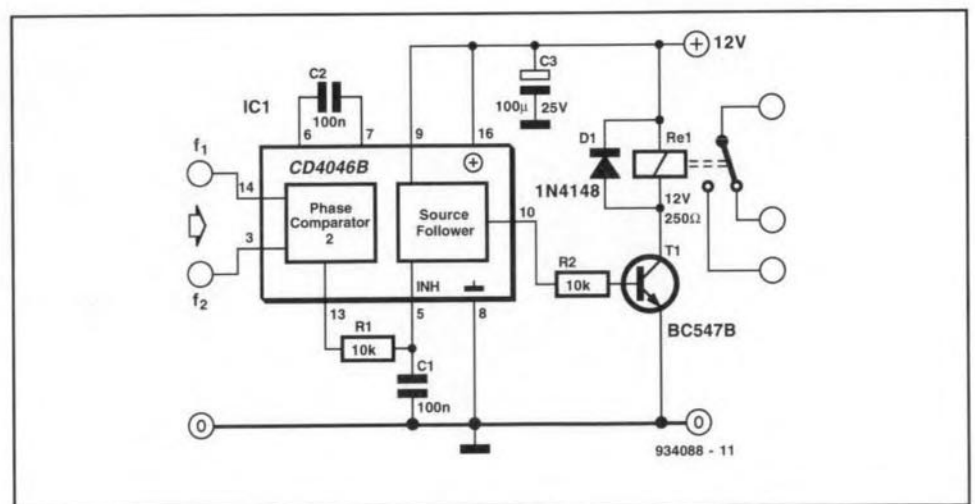 12V
C3
100µ
25V
C2
100n
IC1
6
7
9
16
CD4046B
D1
1N4148
Re1
12V
250Ω
f1
14
Phase
Comparator
2
Source
Follower
10
3
f2
R2
10k
T1
BC547B
INH
13
5
8
R1
10k
C1
100n
0
0
934088 - 11